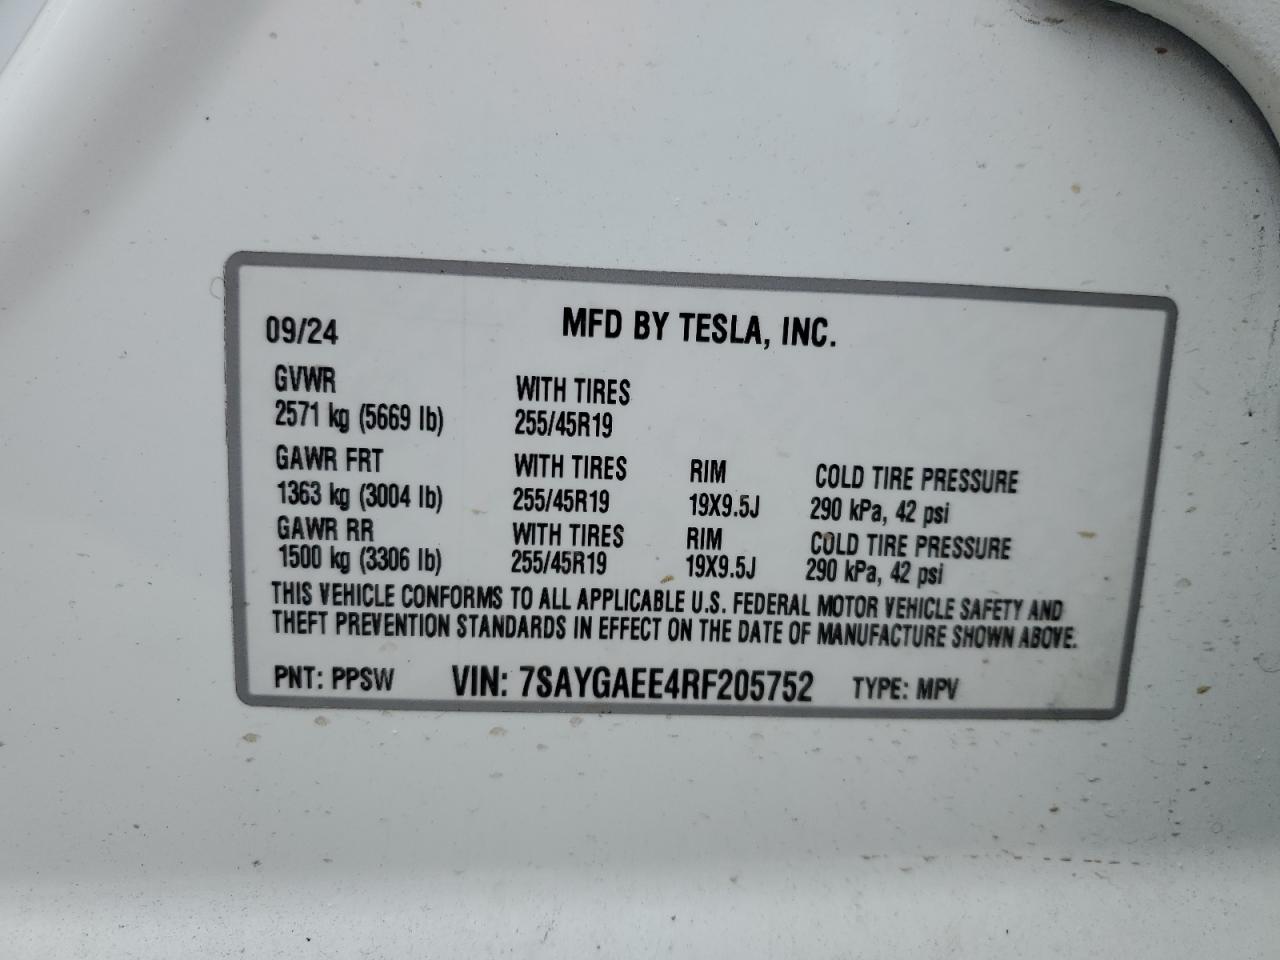 09/24 MFD BY TESLA, INC.
GVWR WITH TIRES
2571 kg (5669 lb) 255/45R19
GAWR FRT WITH TIRES RIM COLD TIRE PRESSURE
1363 kg (3004 lb) 255/45R19 19X9.5J 290 kPa, 42 psi
GAWR RR WITH TIRES RIM COLD TIRE PRESSURE
1500 kg (3306 lb) 255/45R19 19X9.5J 290 kPa, 42 psi
THIS VEHICLE CONFORMS TO ALL APPLICABLE U.S. FEDERAL MOTOR VEHICLE SAFETY AND
THEFT PREVENTION STANDARDS IN EFFECT ON THE DATE OF MANUFACTURE SHOWN ABOVE.
PNT: PPSW VIN: 7SAYGAEE4RF205752 TYPE: MPV